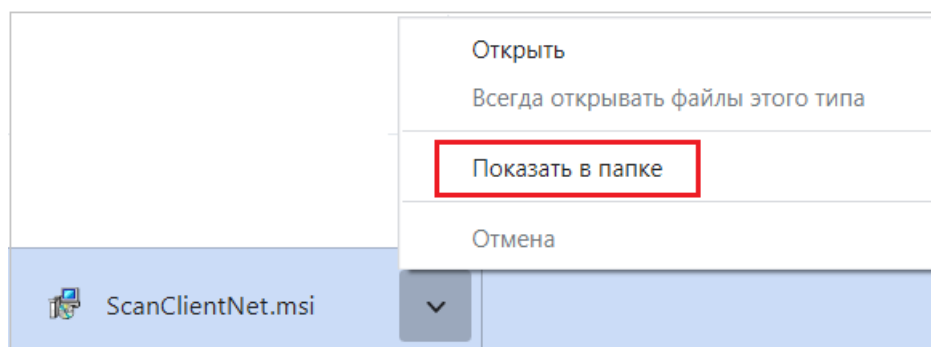 Открыть
Всегда открывать файлы этого типа
Показать в папке
Отмена
ScanClientNet.msi